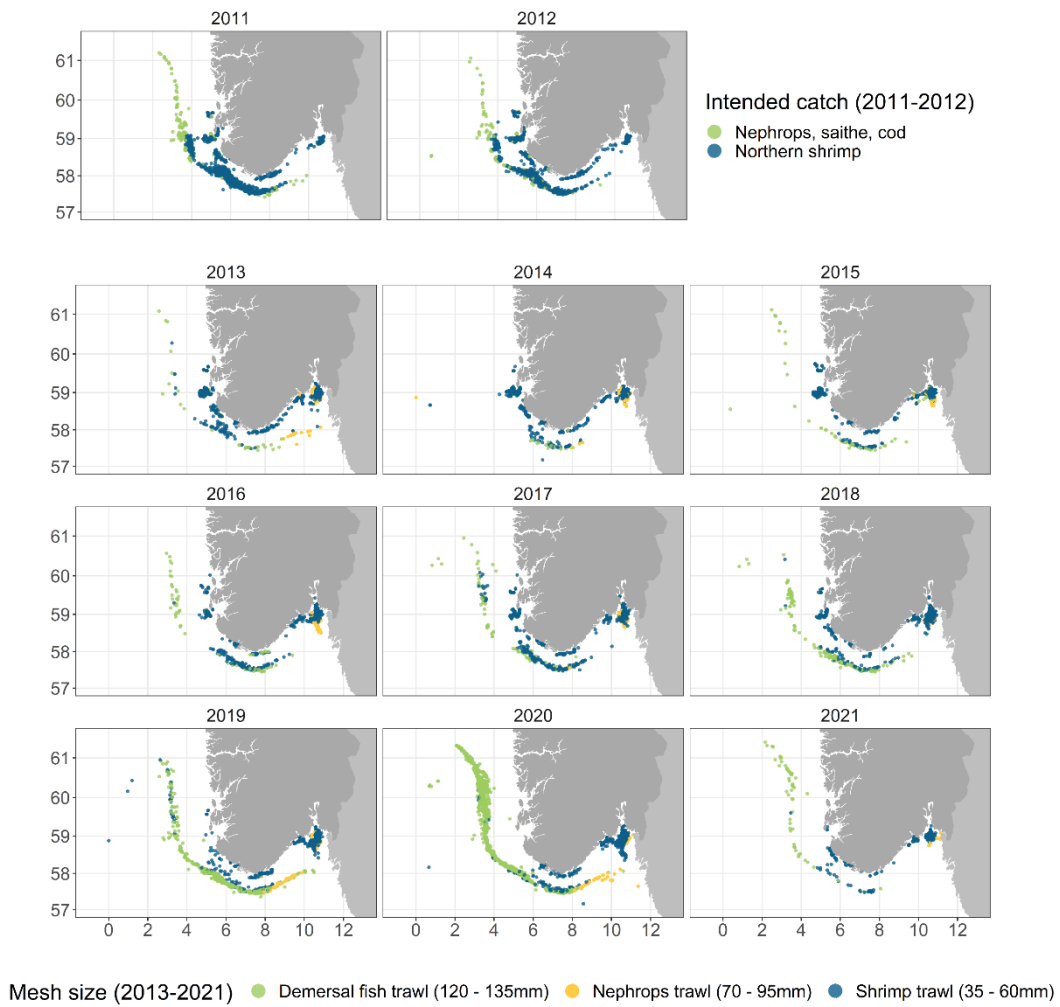 2011 2012
61
60
59
58
57
Intended catch (2011-2012)
Nephrops, saithe, cod
Northern shrimp
2013 2014 2015
61
60
59
58
57
2016 2017 2018
61
60
59
58
57
2019 2020 2021
61
60
59
58
57
0 2 4 6 8 10 12 0 2 4 6 8 10 12 0 2 4 6 8 10 12
Mesh size (2013-2021) Demersal fish trawl (120 - 135mm) Nephrops trawl (70 - 95mm) Shrimp trawl (35 - 60mm)